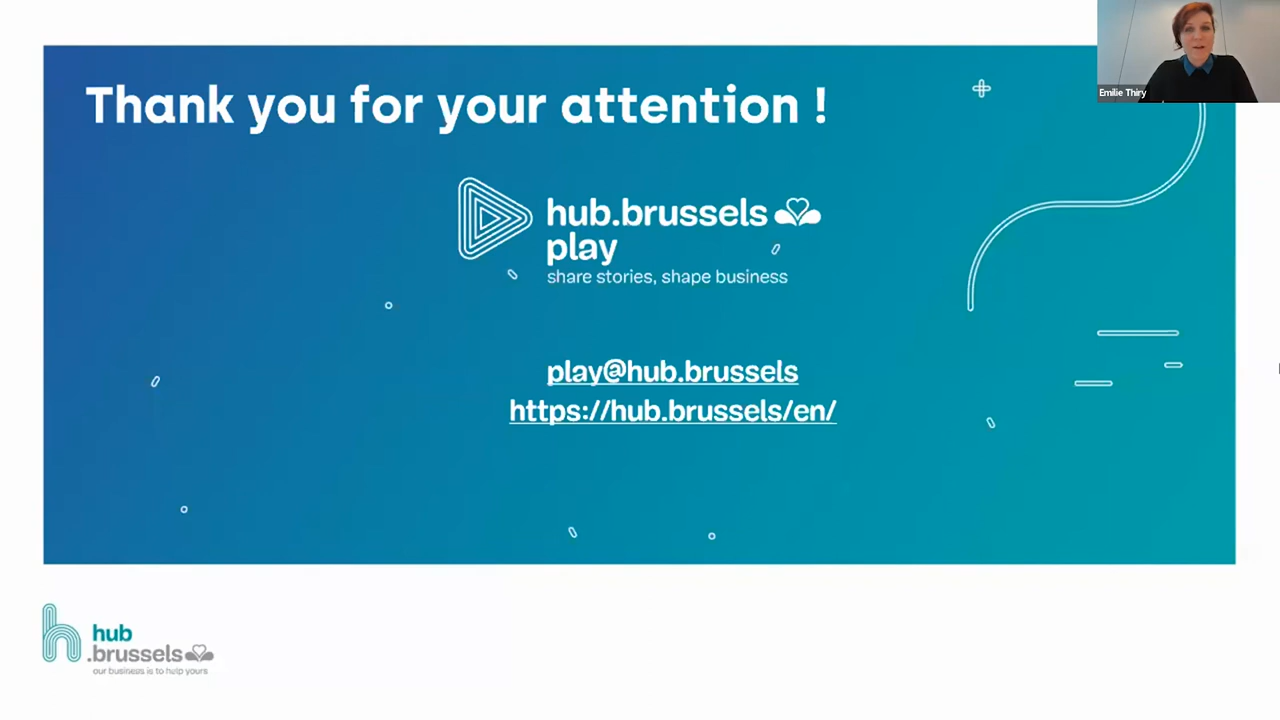 Thank you for your attention !
Emilie Thiry
hub.brussels
play
share stories, shape business
play@hub.brussels
https://hub.brussels/en/
hub
.brussels
our business is to help yours